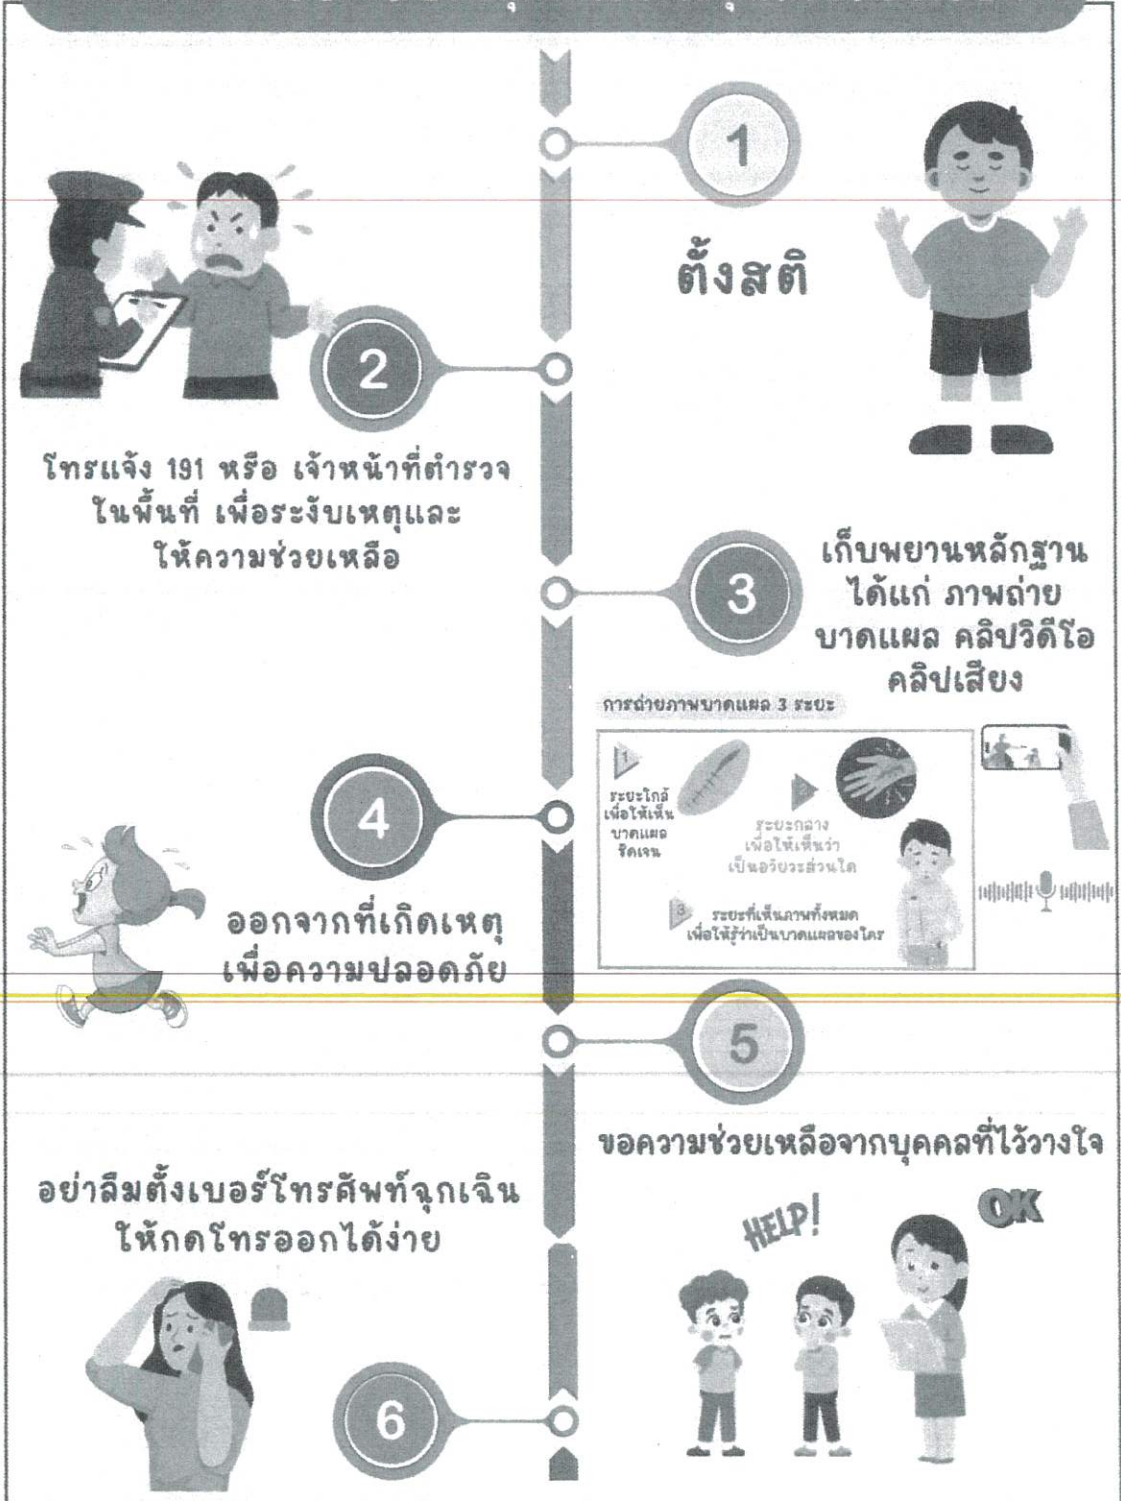 1
ตั้งสติ
2
โทรแจ้ง 191 หรือ เจ้าหน้าที่ตำรวจ
ในพื้นที่ เพื่อระงับเหตุและ
ให้ความช่วยเหลือ
3
เก็บพยานหลักฐาน
ได้แก่ ภาพถ่าย
บาดแผล คลิปวิดีโอ
คลิปเสียง
การถ่ายภาพบาดแผล 3 ระยะ
1
ระยะใกล้
เพื่อให้เห็น
บาดแผล
ชัดเจน
2
ระยะกลาง
เพื่อให้เห็นว่า
เป็นอวัยวะส่วนใด
3
ระยะที่เห็นภาพทั้งหมด
เพื่อให้รู้ว่าเป็นบาดแผลของใคร
4
ออกจากที่เกิดเหตุ
เพื่อความปลอดภัย
5
ขอความช่วยเหลือจากบุคคลที่ไว้วางใจ
HELP!
OK
อย่าลืมตั้งเบอร์โทรศัพท์ฉุกเฉิน
ให้กดโทรออกได้ง่าย
6